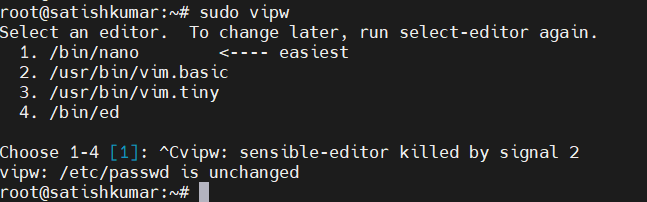 root@satishkumar:~# sudo vipw
Select an editor.  To change later, run select-editor again.
  1. /bin/nano        <---- easiest
  2. /usr/bin/vim.basic
  3. /usr/bin/vim.tiny
  4. /bin/ed

Choose 1-4 [1]: ^Cvipw: sensible-editor killed by signal 2
vipw: /etc/passwd is unchanged
root@satishkumar:~#